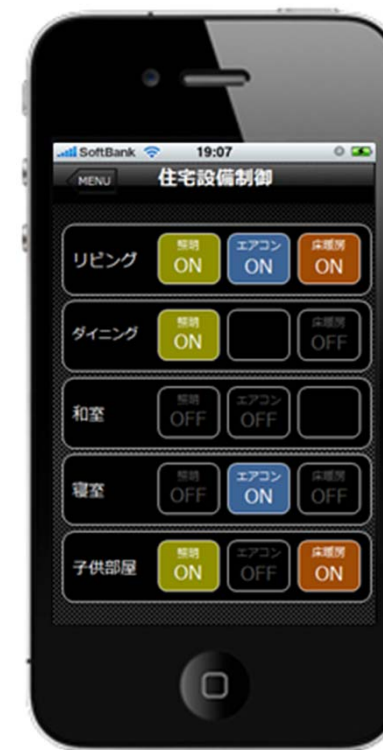 SoftBank 19:07
MENU 住宅設備制御
リビング 照明 ON エアコン ON 床暖房 ON
ダイニング 照明 ON 床暖房 OFF
和室 照明 OFF エアコン OFF
寝室 照明 OFF エアコン ON 床暖房 OFF
子供部屋 照明 ON エアコン OFF 床暖房 ON